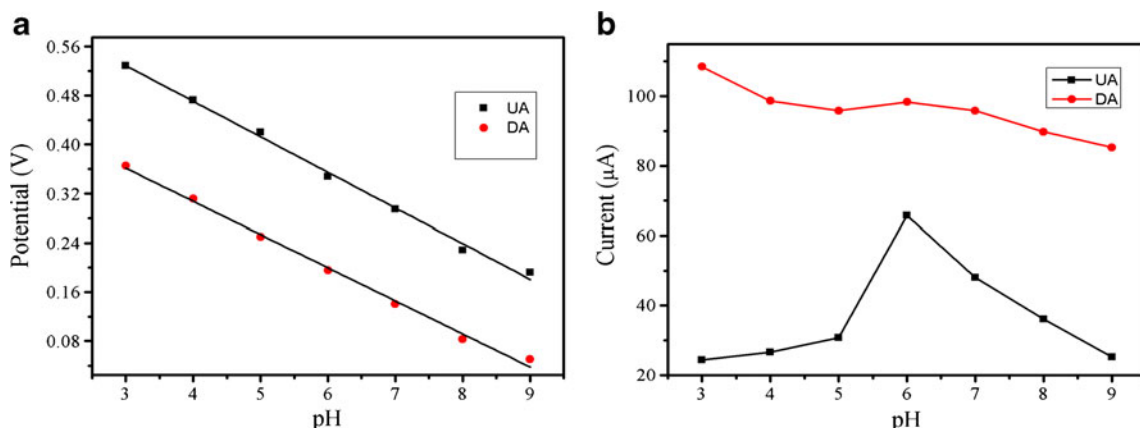 a
Potential (V)
0.56
0.48
0.40
0.32
0.24
0.16
0.08
UA
DA
3 4 5 6 7 8 9
pH
b
Current (μA)
100
80
60
40
20
UA
DA
3 4 5 6 7 8 9
pH